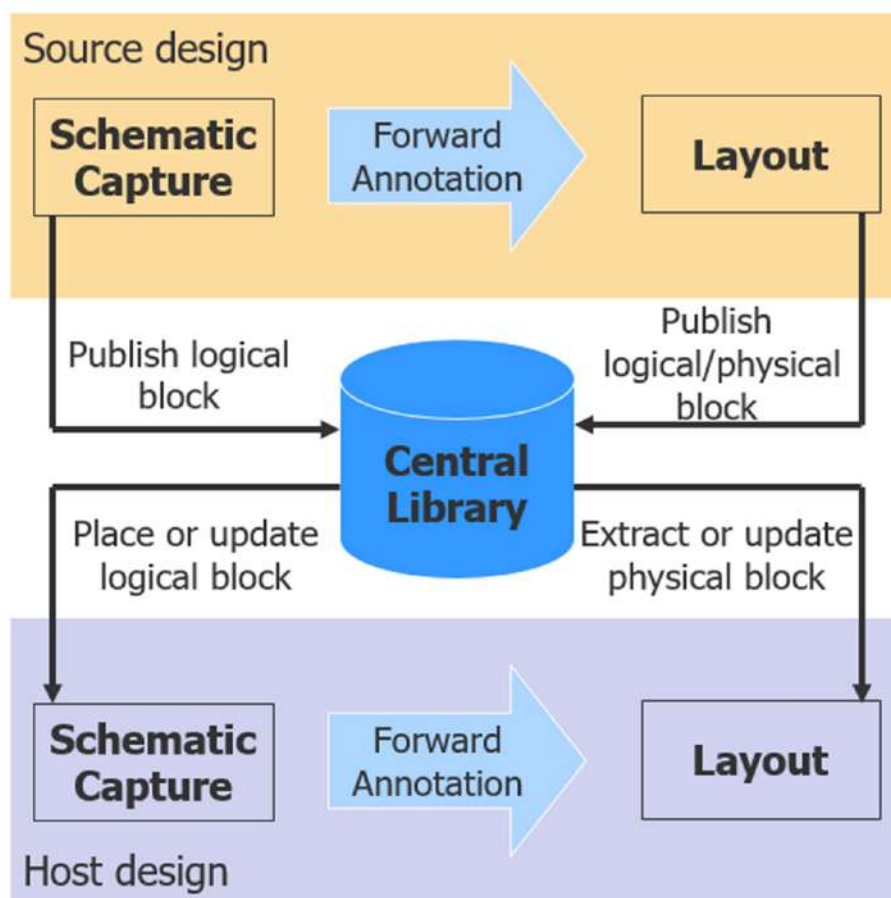 Source design
Schematic
Capture
Forward
Annotation
Layout
Publish logical
block
Publish
logical/physical
block
Central
Library
Place or update
logical block
Extract or update
physical block
Schematic
Capture
Forward
Annotation
Layout
Host design